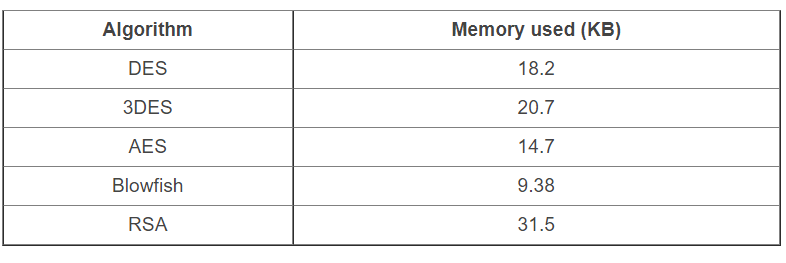 Algorithm Memory used (KB)
DES 18.2
3DES 20.7
AES 14.7
Blowfish 9.38
RSA 31.5